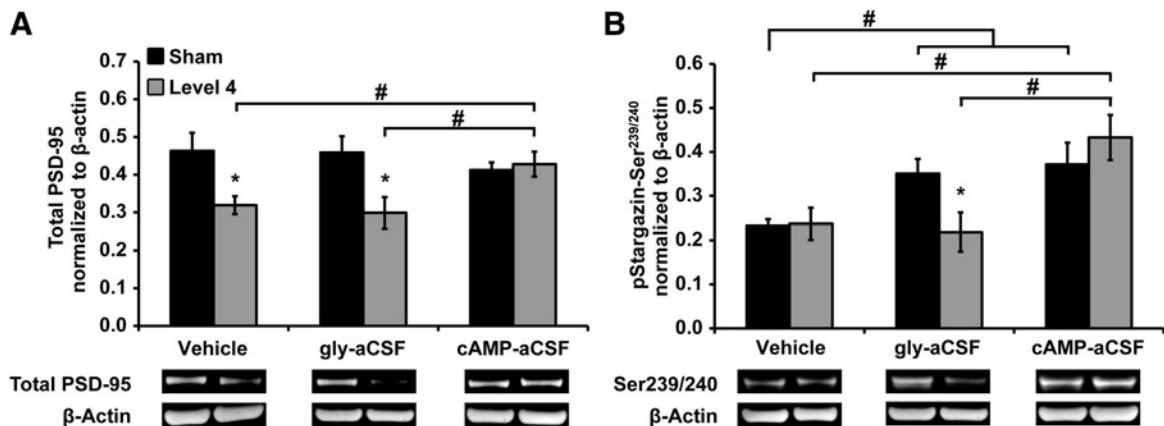 A
Total PSD-95
normalized to β-actin
0.7
0.6
0.5
0.4
0.3
0.2
0.1
0.0
Sham
Level 4
#
#
*
*
Vehicle gly-aCSF cAMP-aCSF
Total PSD-95
β-Actin
B
pStargazin-Ser239/240
normalized to β-actin
0.6
0.5
0.4
0.3
0.2
0.1
0.0
#
#
#
*
Vehicle gly-aCSF cAMP-aCSF
Ser239/240
β-Actin